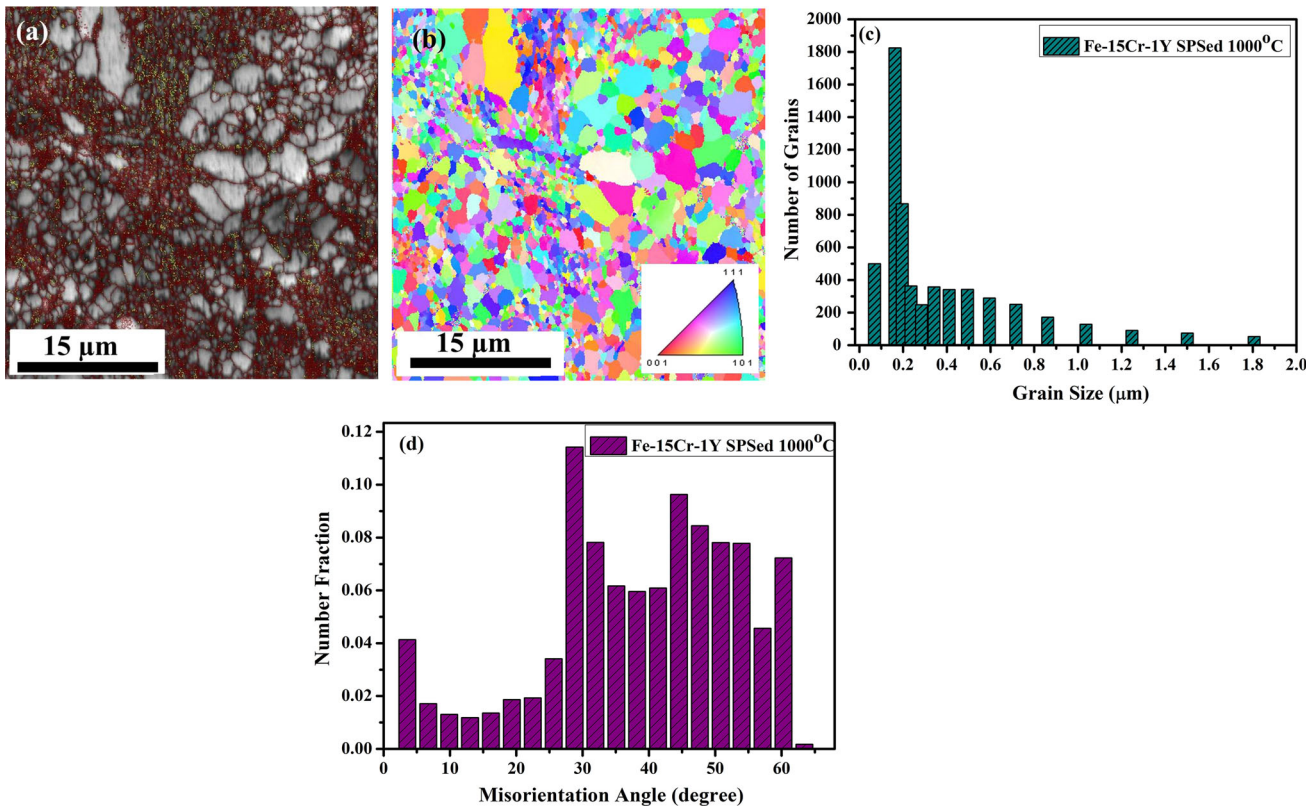 (a)
15 μm
(b)
111
001
101
15 μm
(c)
Fe-15Cr-1Y SPSed 1000°C
Number of Grains
2000
1800
1600
1400
1200
1000
800
600
400
200
0
0.0 0.2 0.4 0.6 0.8 1.0 1.2 1.4 1.6 1.8 2.0
Grain Size (μm)
(d)
Fe-15Cr-1Y SPSed 1000°C
Number Fraction
0.12
0.10
0.08
0.06
0.04
0.02
0.00
0 10 20 30 40 50 60
Misorientation Angle (degree)